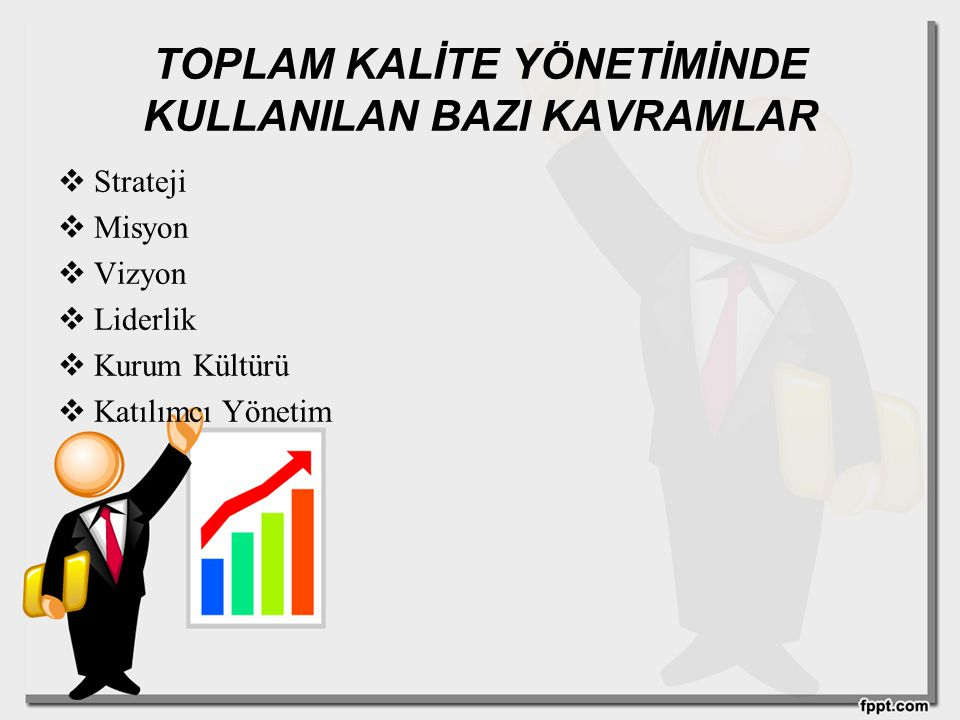 TOPLAM KALİTE YÖNETİMİNDE
KULLANILAN BAZI KAVRAMLAR
❖ Strateji
❖ Misyon
❖ Vizyon
❖ Liderlik
❖ Kurum Kültürü
❖ Katılımcı Yönetim
fppt.com